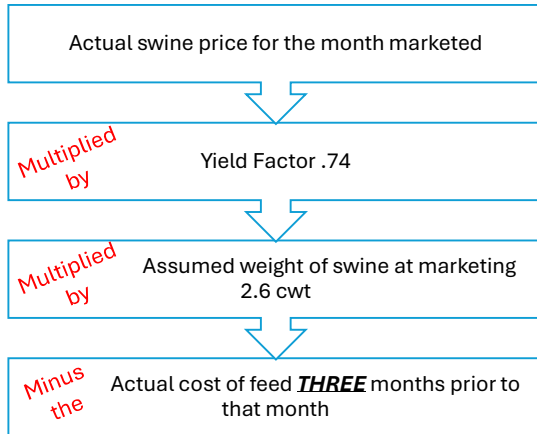 Actual swine price for the month marketed
Multiplied
by
Yield Factor .74
Multiplied
by
Assumed weight of swine at marketing
2.6 cwt
Minus
the
Actual cost of feed THREE months prior to
that month